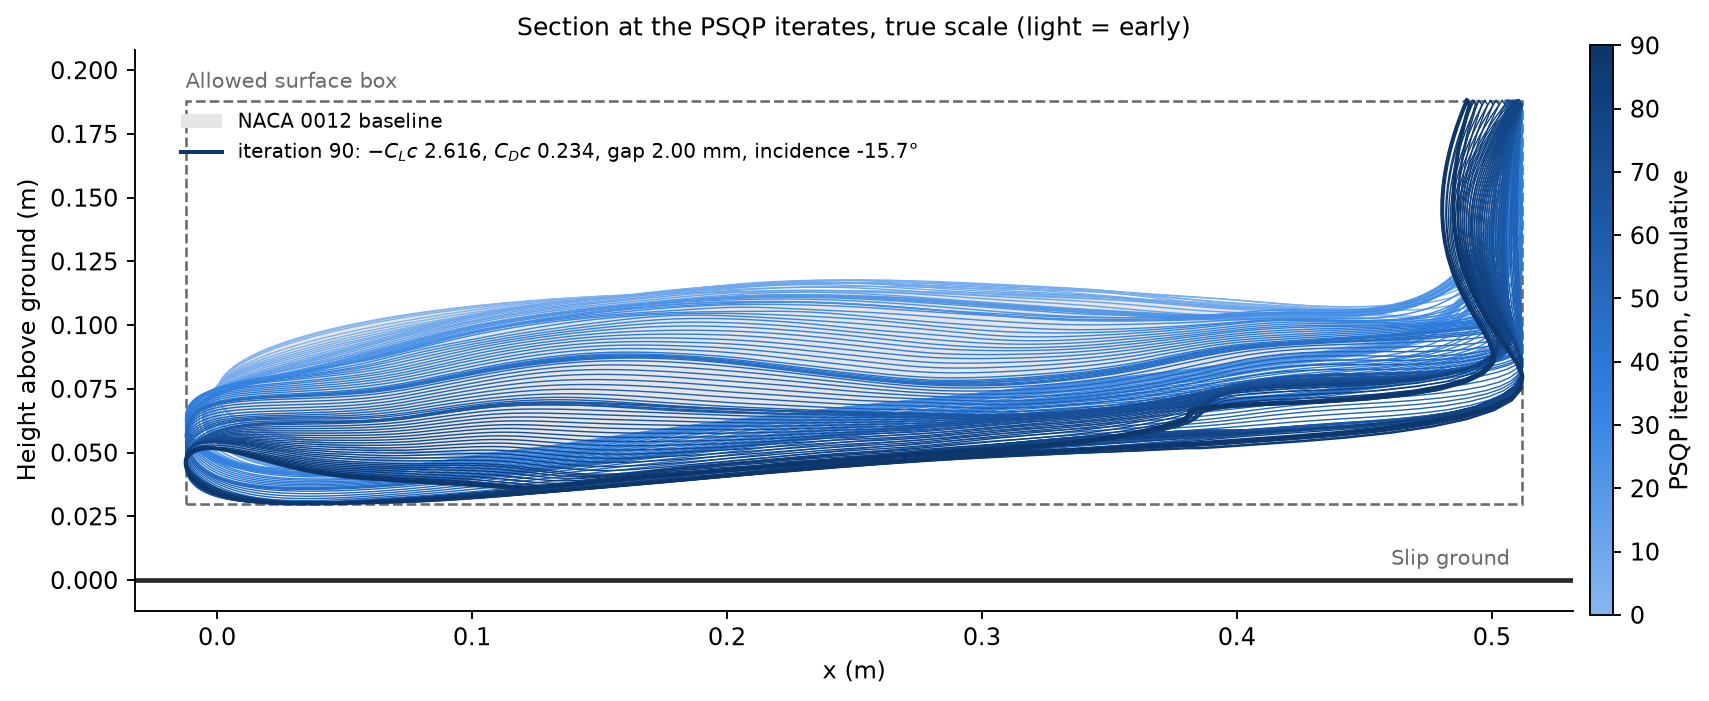 Section at the PSQP iterates, true scale (light = early)
Height above ground (m)
0.200
0.175
0.150
0.125
0.100
0.075
0.050
0.025
0.000
Allowed surface box
NACA 0012 baseline
iteration 90: −C_Lc 2.616, C_Dc 0.234, gap 2.00 mm, incidence -15.7°
Slip ground
0.0 0.1 0.2 0.3 0.4 0.5
x (m)
90
80
70
60
50
40
30
20
10
0
PSQP iteration, cumulative